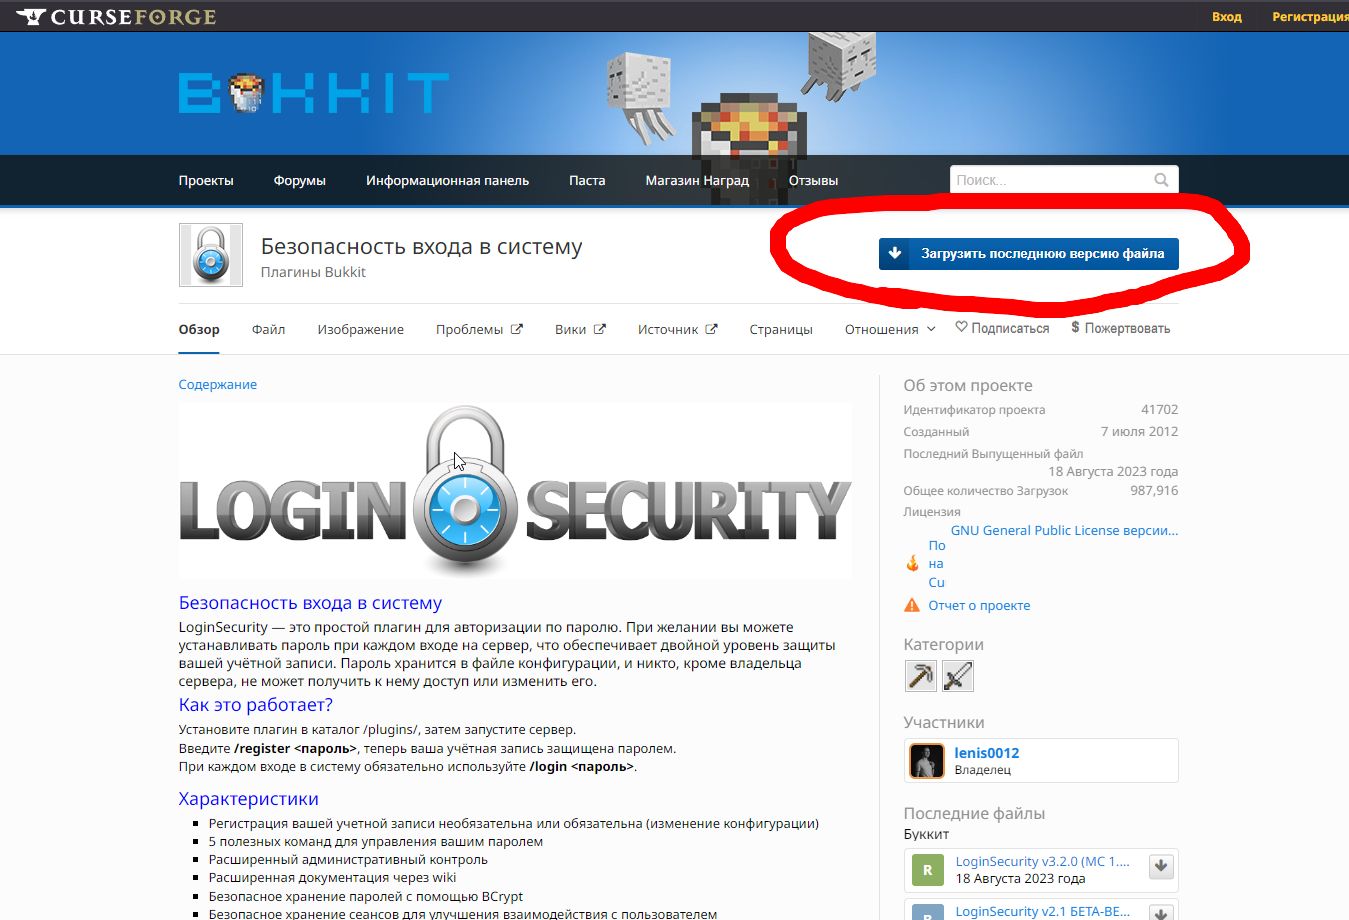 CURSEFORGE
Вход Регистрация
BUKKIT
Проекты Форумы Информационная панель Паста Магазин Наград Отзывы Поиск...
Безопасность входа в систему
Плагины Bukkit
Загрузить последнюю версию файла
Обзор Файл Изображение Проблемы Вики Источник Страницы Отношения Подписаться $ Пожертвовать
Содержание
LOGIN SECURITY
Безопасность входа в систему
LoginSecurity — это простой плагин для авторизации по паролю. При желании вы можете
устанавливать пароль при каждом входе на сервер, что обеспечивает двойной уровень защиты
вашей учётной записи. Пароль хранится в файле конфигурации, и никто, кроме владельца
сервера, не может получить к нему доступ или изменить его.
Как это работает?
Установите плагин в каталог /plugins/, затем запустите сервер.
Введите /register <пароль>, теперь ваша учётная запись защищена паролем.
При каждом входе в систему обязательно используйте /login <пароль>.
Характеристики
Регистрация вашей учетной записи необязательна или обязательна (изменение конфигурации)
5 полезных команд для управления вашим паролем
Расширенный административный контроль
Расширенная документация через wiki
Безопасное хранение паролей с помощью BCrypt
Безопасное хранение сеансов для улучшения взаимодействия с пользователем
Об этом проекте
Идентификатор проекта 41702
Созданный 7 июля 2012
Последний Выпущенный файл
18 Августа 2023 года
Общее количество Загрузок 987,916
Лицензия
GNU General Public License версии...
По
на
Cu
Отчет о проекте
Категории
Участники
lenis0012
Владелец
Последние файлы
Буккит
R LoginSecurity v3.2.0 (MC 1....
18 Августа 2023 года
B LoginSecurity v2.1 БЕТА-ВЕ...